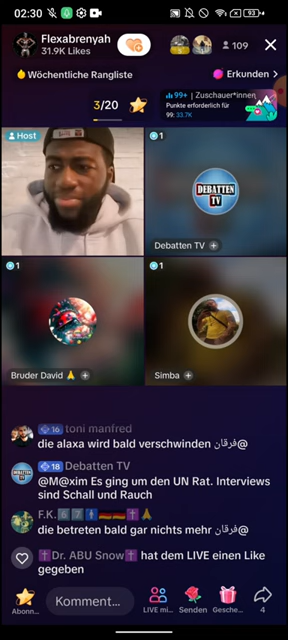 02:30
93
Flexabrenyah
31.9K Likes
109
Wöchentliche Rangliste
Erkunden >
3/20
99+ | Zuschauer*innen
Punkte erforderlich für
99: 33.7K
Host
1
DEBATTEN
TV
Debatten TV +
1
1
Bruder David 🙏 +
Simba +
16 toni manfred
die alaxa wird bald verschwinden فرقان@
18 Debatten TV
@M@xim Es ging um den UN Rat. Interviews
sind Schall und Rauch
F.K. 6️⃣7️⃣🚹🇩🇪🇩🇪✝️🙏
die betreten bald gar nichts mehr فرقان@
✝️Dr. ABU Snow✝️ hat dem LIVE einen Like
gegeben
Abonn...
Komment...
LIVE mi...
Senden
Gesche...
4